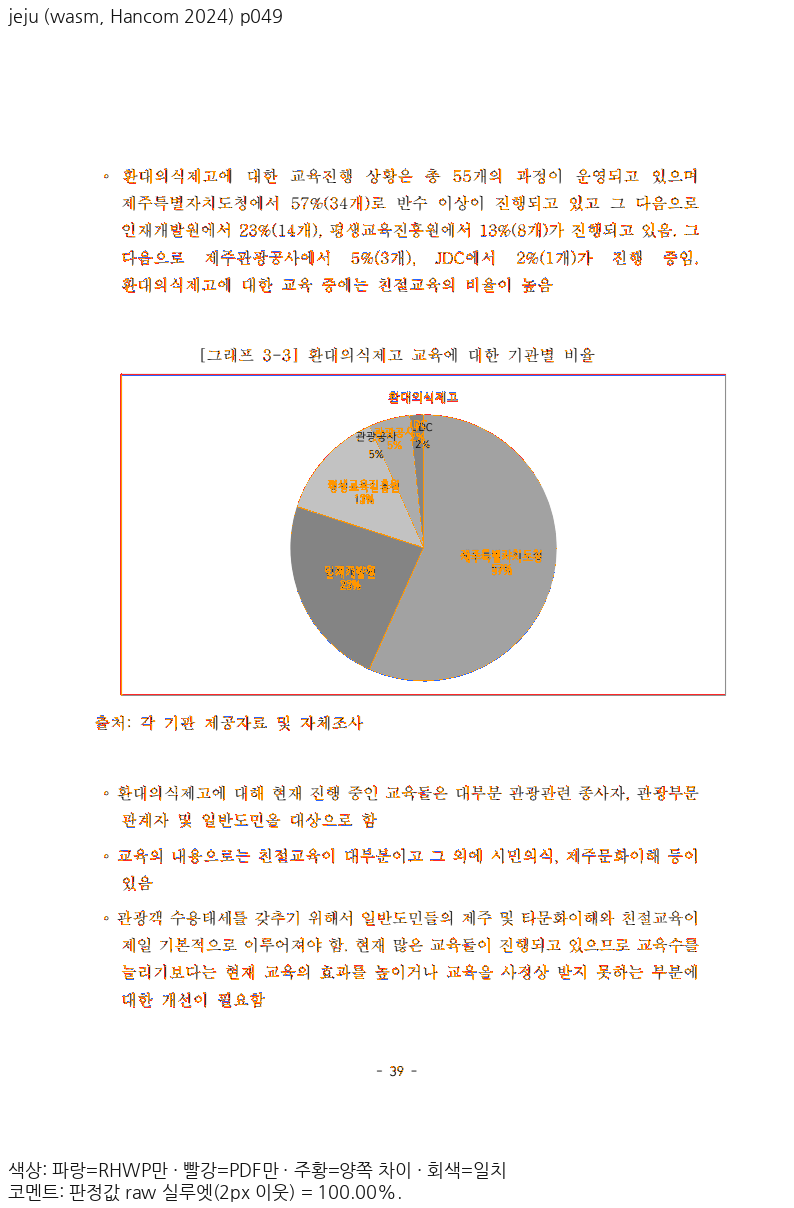 jeju (wasm, Hancom 2024) p049
◦ 환대의식제고에 대한 교육진행 상황은 총 55개의 과정이 운영되고 있으며
제주특별자치도청에서 57%(34개)로 반수 이상이 진행되고 있고 그 다음으로
인재개발원에서 23%(14개), 평생교육진흥원에서 13%(8개)가 진행되고 있음. 그
다음으로 제주관광공사에서 5%(3개), JDC에서 2%(1개)가 진행 중임.
환대의식제고에 대한 교육 중에는 친절교육의 비율이 높음
[그래프 3-3] 환대의식제고 교육에 대한 기관별 비율
환대의식제고
JDC
2%
관광공사
5%
평생교육진흥원
13%
제주특별자치도청
57%
인재개발원
23%
출처: 각 기관 제공자료 및 자체조사
◦ 환대의식제고에 대해 현재 진행 중인 교육들은 대부분 관광관련 종사자, 관광부문
관계자 및 일반도민을 대상으로 함
◦ 교육의 내용으로는 친절교육이 대부분이고 그 외에 시민의식, 제주문화이해 등이
있음
◦ 관광객 수용태세를 갖추기 위해서 일반도민들의 제주 및 타문화이해와 친절교육이
제일 기본적으로 이루어져야 함. 현재 많은 교육들이 진행되고 있으므로 교육수를
늘리기보다는 현재 교육의 효과를 높이거나 교육을 사정상 받지 못하는 부분에
대한 개선이 필요함
- 39 -
색상: 파랑=RHWP만 · 빨강=PDF만 · 주황=양쪽 차이 · 회색=일치
코멘트: 판정값 raw 실루엣(2px 이웃) = 100.00%.